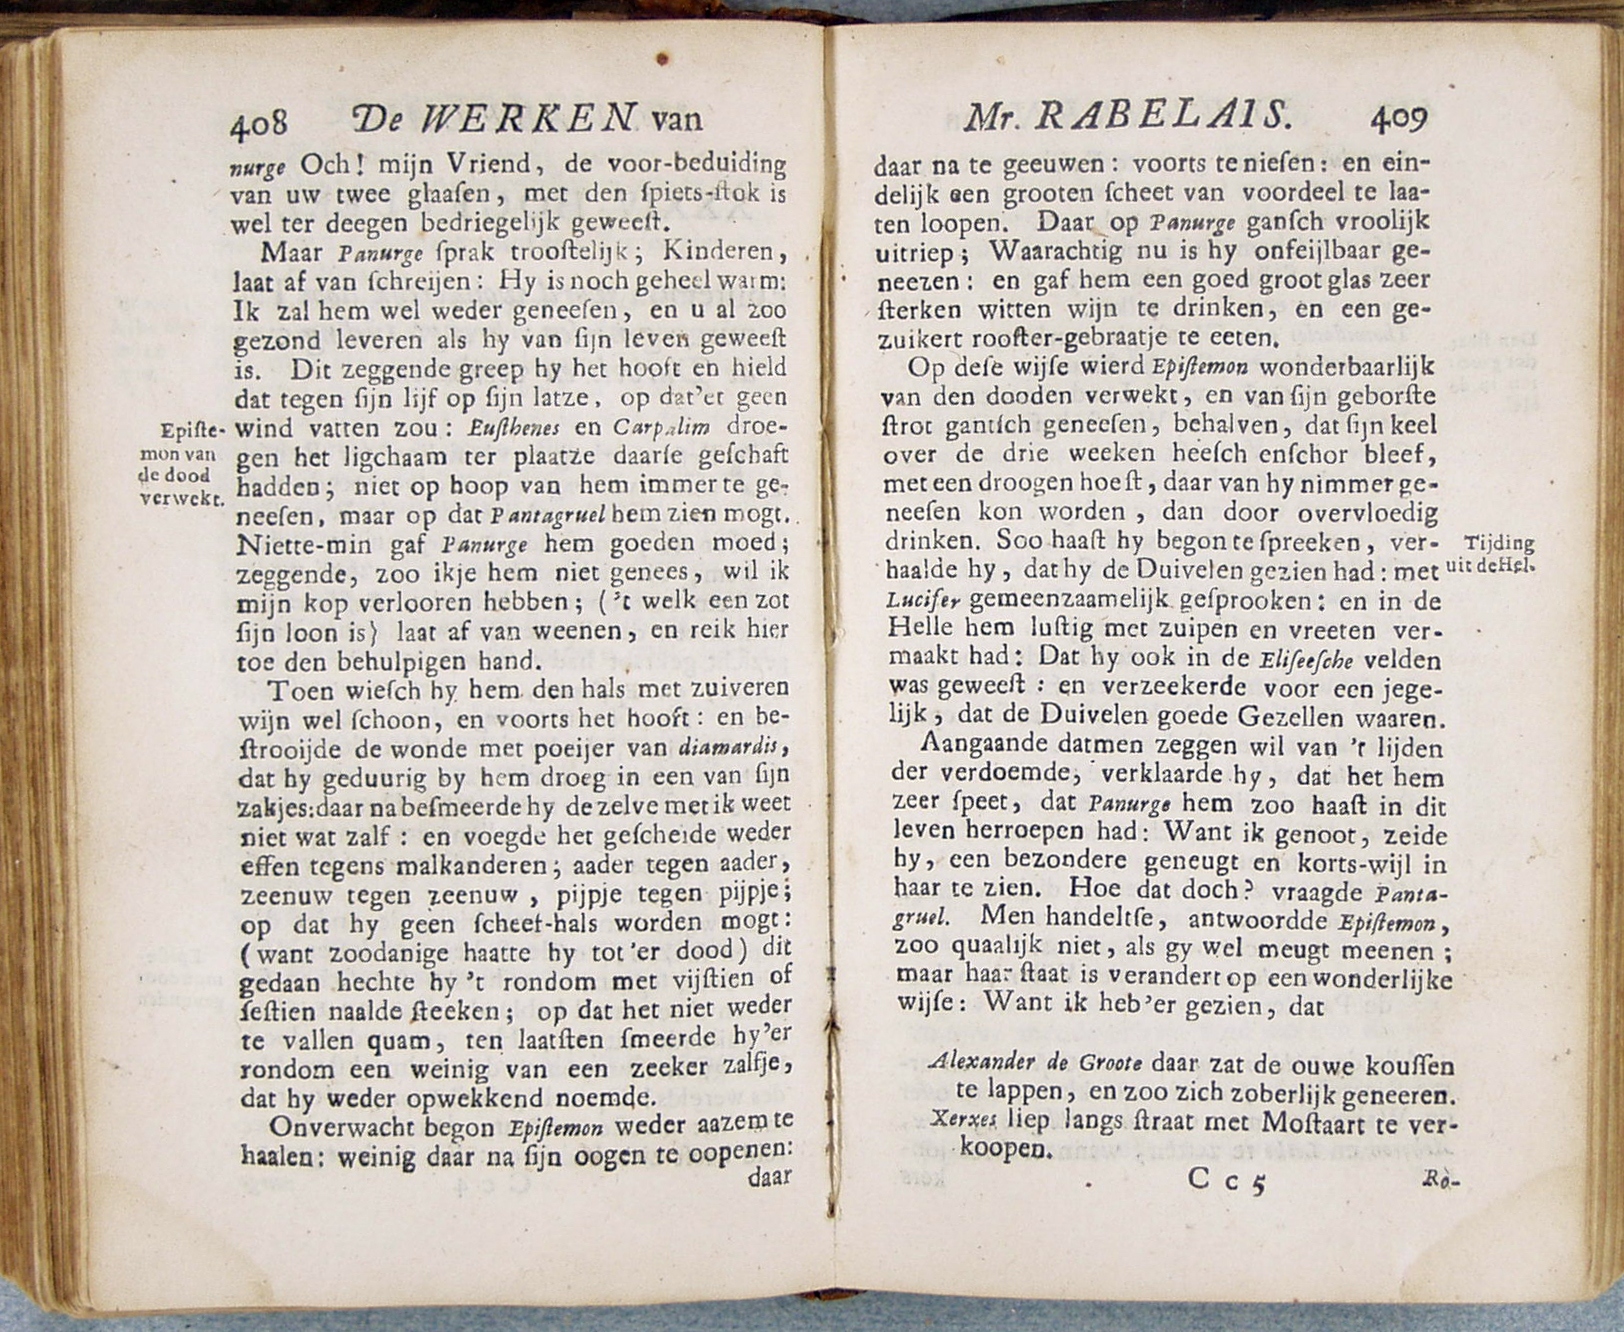 408 De WERKEN van
nurge Och! mijn Vriend, de voor-beduiding
van uw twee glaaſen, met den ſpiets-ſtok is
wel ter deegen bedriegelijk geweeſt.
Maar Panurge ſprak trooſtelijk; Kinderen,
laat af van ſchreijen: Hy is noch geheel warm:
Ik zal hem wel weder geneeſen, en u al zoo
gezond leveren als hy van ſijn leven geweeſt
is. Dit zeggende greep hy het hooft en hield
dat tegen ſijn lijf op ſijn latze, op dat'er geen
wind vatten zou: Euſthenes en Carpalim droe-
gen het ligchaam ter plaatze daarſe geſchaft
hadden; niet op hoop van hem immer te ge-
neeſen, maar op dat Pantagruel hem zien mogt.
Niette-min gaf Panurge hem goeden moed;
zeggende, zoo ikje hem niet genees, wil ik
mijn kop verlooren hebben; ('t welk een zot
ſijn loon is) laat af van weenen, en reik hier
toe den behulpigen hand.
Toen wieſch hy hem den hals met zuiveren
wijn wel ſchoon, en voorts het hooft: en be-
ſtrooijde de wonde met poeijer van diamardis,
dat hy geduurig by hem droeg in een van ſijn
zakjes: daar na beſmeerde hy de zelve met ik weet
niet wat zalf: en voegde het geſcheide weder
effen tegens malkanderen; aader tegen aader,
zeenuw tegen zeenuw, pijpje tegen pijpje;
op dat hy geen ſcheef-hals worden mogt:
(want zoodanige haatte hy tot'er dood) dit
gedaan hechte hy 't rondom met vijſtien of
ſeſtien naalde ſteeken; op dat het niet weder
te vallen quam, ten laatſten ſmeerde hy'er
rondom een weinig van een zeeker zalfje,
dat hy weder opwekkend noemde.
Onverwacht begon Epiſtemon weder aazem te
haalen: weinig daar na ſijn oogen te oopenen:
daar
Epiſte-
mon van
de dood
verwekt.
Mr. RABELAIS. 409
daar na te geeuwen: voorts te nieſen: en ein-
delijk een grooten ſcheet van voordeel te laa-
ten loopen. Daar op Panurge ganſch vroolijk
uitriep; Waarachtig nu is hy onfeijlbaar ge-
neezen: en gaf hem een goed groot glas zeer
ſterken witten wijn te drinken, en een ge-
zuikert rooſter-gebraatje te eeten.
Op deſe wijſe wierd Epiſtemon wonderbaarlijk
van den dooden verwekt, en van ſijn geborſte
ſtrot gantſch geneeſen, behalven, dat ſijn keel
over de drie weeken heeſch en ſchor bleef,
met een droogen hoeſt, daar van hy nimmer ge-
neeſen kon worden, dan door overvloedig
drinken. Soo haaſt hy begon te ſpreeken, ver-
haalde hy, dat hy de Duivelen gezien had: met
Lucifer gemeenzaamelijk geſprooken: en in de
Helle hem luſtig met zuipen en vreeten ver-
maakt had: Dat hy ook in de Eliſeeſche velden
was geweeſt: en verzeekerde voor een jege-
lijk, dat de Duivelen goede Gezellen waaren.
Aangaande datmen zeggen wil van 't lijden
der verdoemde, verklaarde hy, dat het hem
zeer ſpeet, dat Panurge hem zoo haaſt in dit
leven herroepen had: Want ik genoot, zeide
hy, een bezondere geneugt en korts-wijl in
haar te zien. Hoe dat doch? vraagde Panta-
gruel. Men handeltſe, antwoordde Epiſtemon,
zoo quaalijk niet, als gy wel meugt meenen;
maar haar ſtaat is verandert op een wonderlijke
wijſe: Want ik heb'er gezien, dat
Alexander de Groote daar zat de ouwe kouſſen
te lappen, en zoo zich zoberlijk geneeren.
Xerxes liep langs ſtraat met Moſtaart te ver-
koopen.
Cc 5 Ro-
Tijding
uit de Hel.